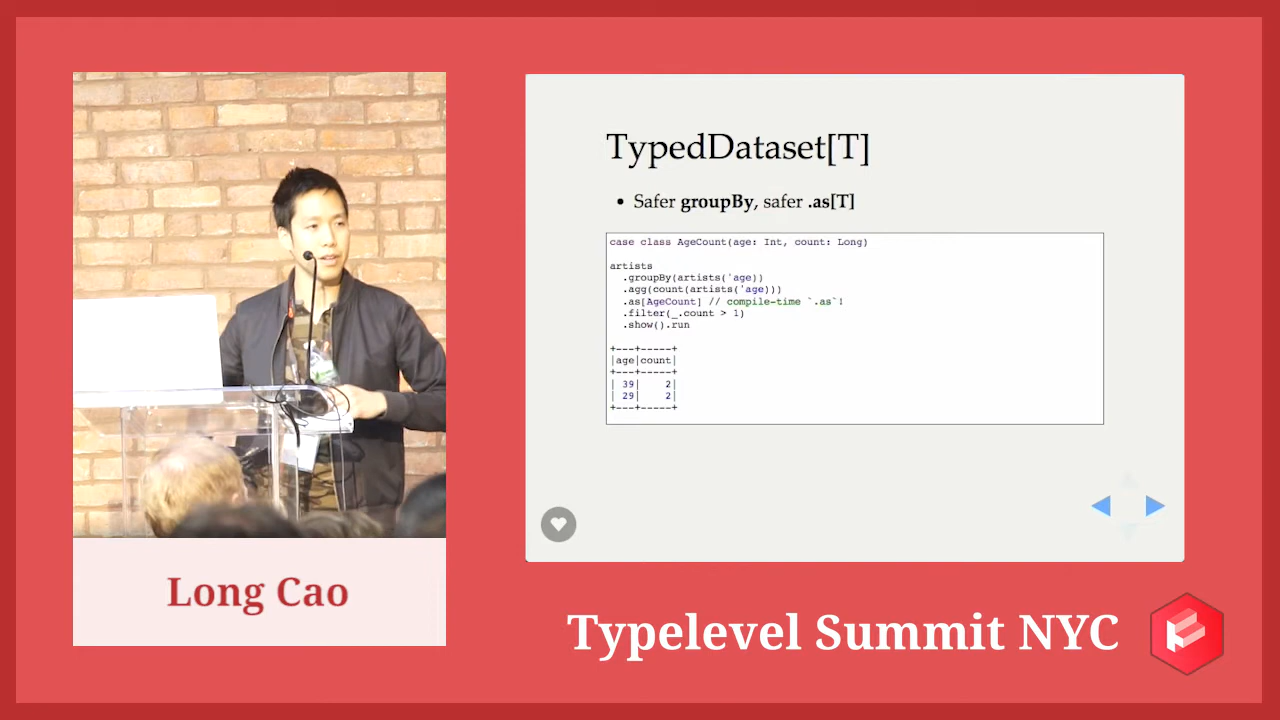 TypedDataset[T]
• Safer groupBy, safer .as[T]
case class AgeCount(age: Int, count: Long)
artists
.groupBy(artists('age))
.agg(count(artists('age)))
.as[AgeCount] // compile-time `.as`!
.filter(_.count > 1)
.show().run
+---+-----+
|age|count|
+---+-----+
| 39|    2|
| 29|    2|
+---+-----+
Long Cao
Typelevel Summit NYC